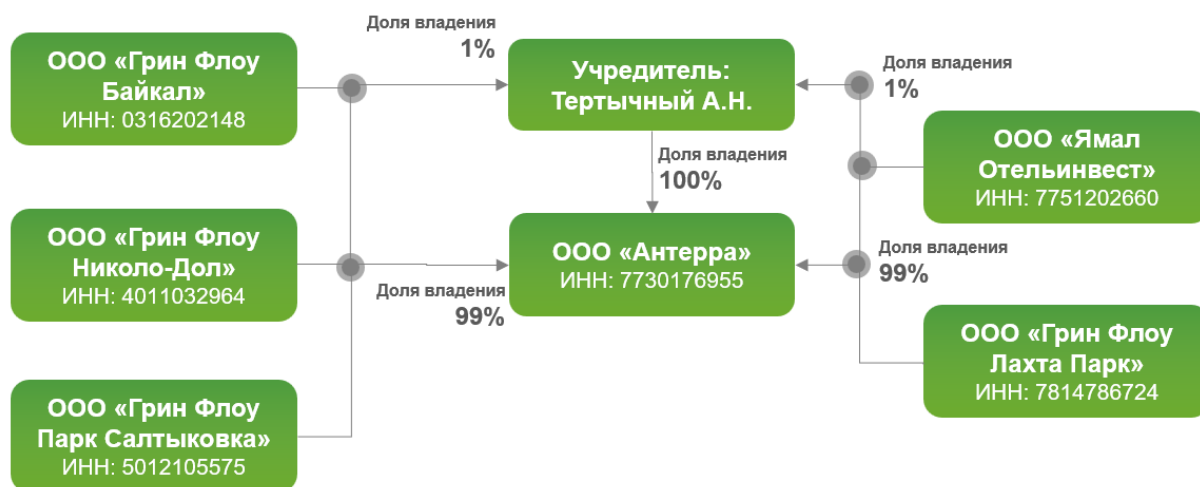 ООО «Грин Флоу
Байкал»
ИНН: 0316202148
ООО «Грин Флоу
Николо-Дол»
ИНН: 4011032964
ООО «Грин Флоу
Парк Салтыковка»
ИНН: 5012105575
Доля владения
1%
Доля владения
99%
Учредитель:
Тертычный А.Н.
Доля владения
100%
ООО «Антерра»
ИНН: 7730176955
Доля владения
1%
Доля владения
99%
ООО «Ямал
Отельинвест»
ИНН: 7751202660
ООО «Грин Флоу
Лахта Парк»
ИНН: 7814786724